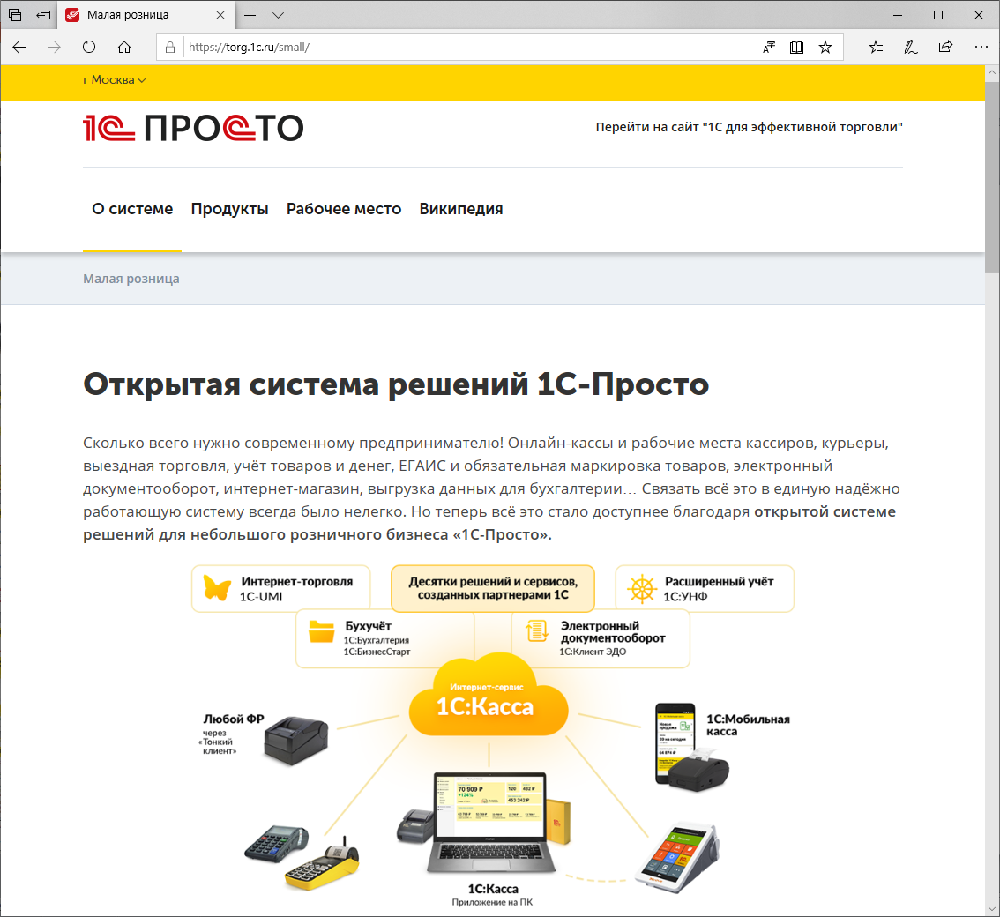 Малая розница
https://torg.1c.ru/small/
г Москва
1С ПРОСТО
Перейти на сайт "1С для эффективной торговли"
О системе Продукты Рабочее место Википедия
Малая розница
Открытая система решений 1С-Просто
Сколько всего нужно современному предпринимателю! Онлайн-кассы и рабочие места кассиров, курьеры,
выездная торговля, учёт товаров и денег, ЕГАИС и обязательная маркировка товаров, электронный
документооборот, интернет-магазин, выгрузка данных для бухгалтерии… Связать всё это в единую надёжно
работающую систему всегда было нелегко. Но теперь всё это стало доступнее благодаря открытой системе
решений для небольшого розничного бизнеса «1С-Просто».
Интернет-торговля
1С-UMI
Десятки решений и сервисов,
созданных партнерами 1С
Расширенный учёт
1С:УНФ
Бухучёт
1С:Бухгалтерия
1С:БизнесСтарт
Электронный
документооборот
1С:Клиент ЭДО
Интернет-сервис
1С:Касса
Любой ФР
через
«Тонкий
клиент»
1С:Мобильная
касса
70 909 ₽
+124%
120 432 ₽
453 242 ₽
1С:Касса
Приложение на ПК